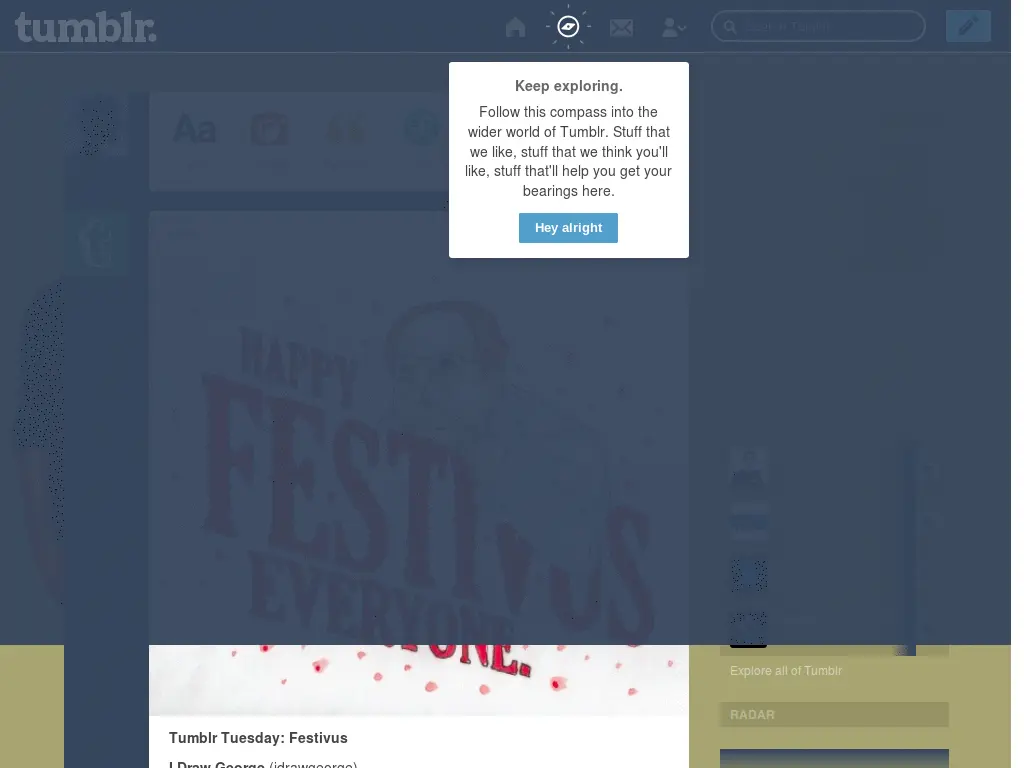 tumblr.
Keep exploring.
Follow this compass into the
wider world of Tumblr. Stuff that
we like, stuff that we think you'll
like, stuff that'll help you get your
bearings here.
Hey alright
Aa
t
HAPPY
FESTIVUS
EVERYONE.
Explore all of Tumblr
RADAR
Tumblr Tuesday: Festivus
I Draw George (idrawgeorge)